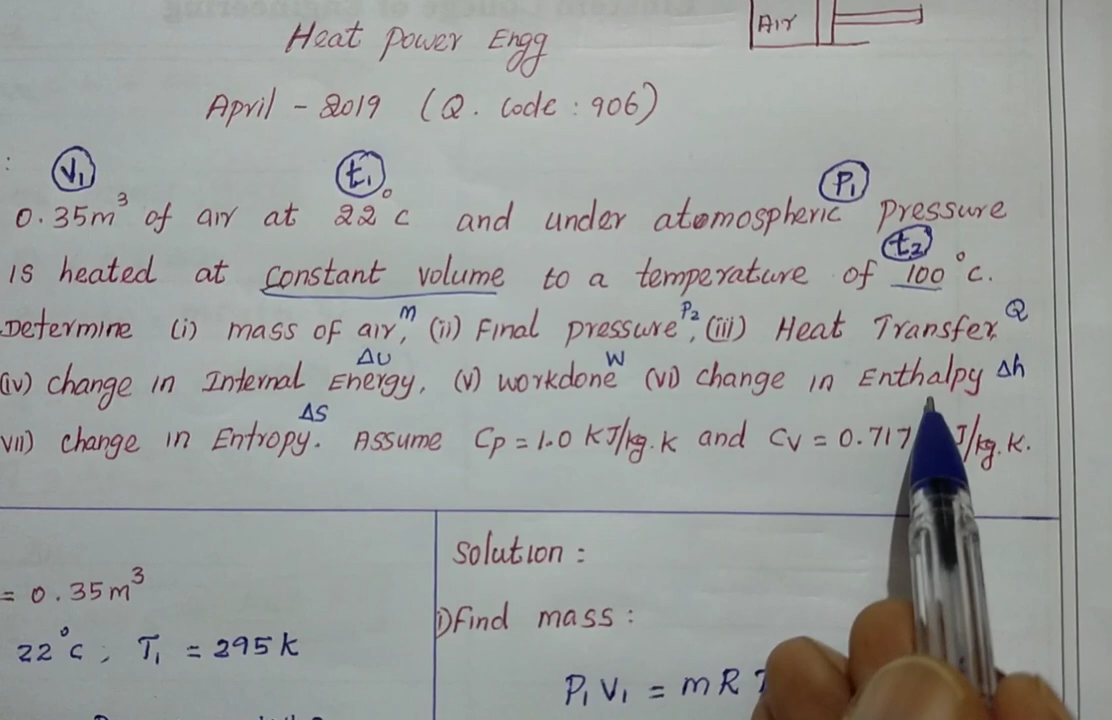 Air
Heat Power Engg
April - 2019 (Q. Code : 906)
:
V1 t1 P1
0.35m³ of air at 22°c and under atomospheric pressure
t2
is heated at constant volume to a temperature of 100°c.
m P2 Q
Determine (i) mass of air, (ii) Final pressure, (iii) Heat Transfer
ΔU W
(iv) change in Internal Energy, (v) workdone (vi) change in Enthalpy Δh
ΔS
vii) change in Entropy. Assume Cp = 1.0 KJ/kg.K and Cv = 0.717 J/kg.K.
Solution :
= 0.35m³
i)Find mass :
22°c, T1 = 295k
P1 V1 = m R